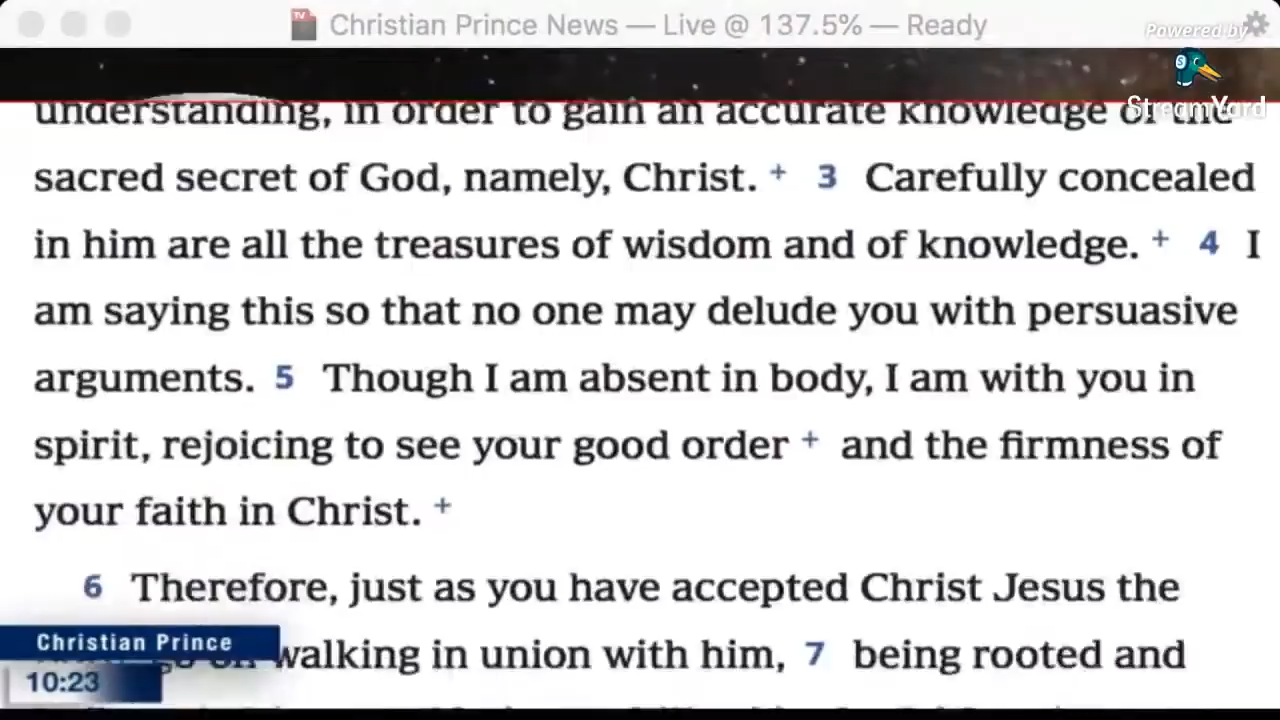 Christian Prince News — Live @ 137.5% — Ready
Powered by
StreamYard
understanding, in order to gain an accurate knowledge of the
sacred secret of God, namely, Christ. + 3 Carefully concealed
in him are all the treasures of wisdom and of knowledge. + 4 I
am saying this so that no one may delude you with persuasive
arguments. 5 Though I am absent in body, I am with you in
spirit, rejoicing to see your good order + and the firmness of
your faith in Christ. +
6 Therefore, just as you have accepted Christ Jesus the
walking in union with him, 7 being rooted and
Christian Prince
10:23